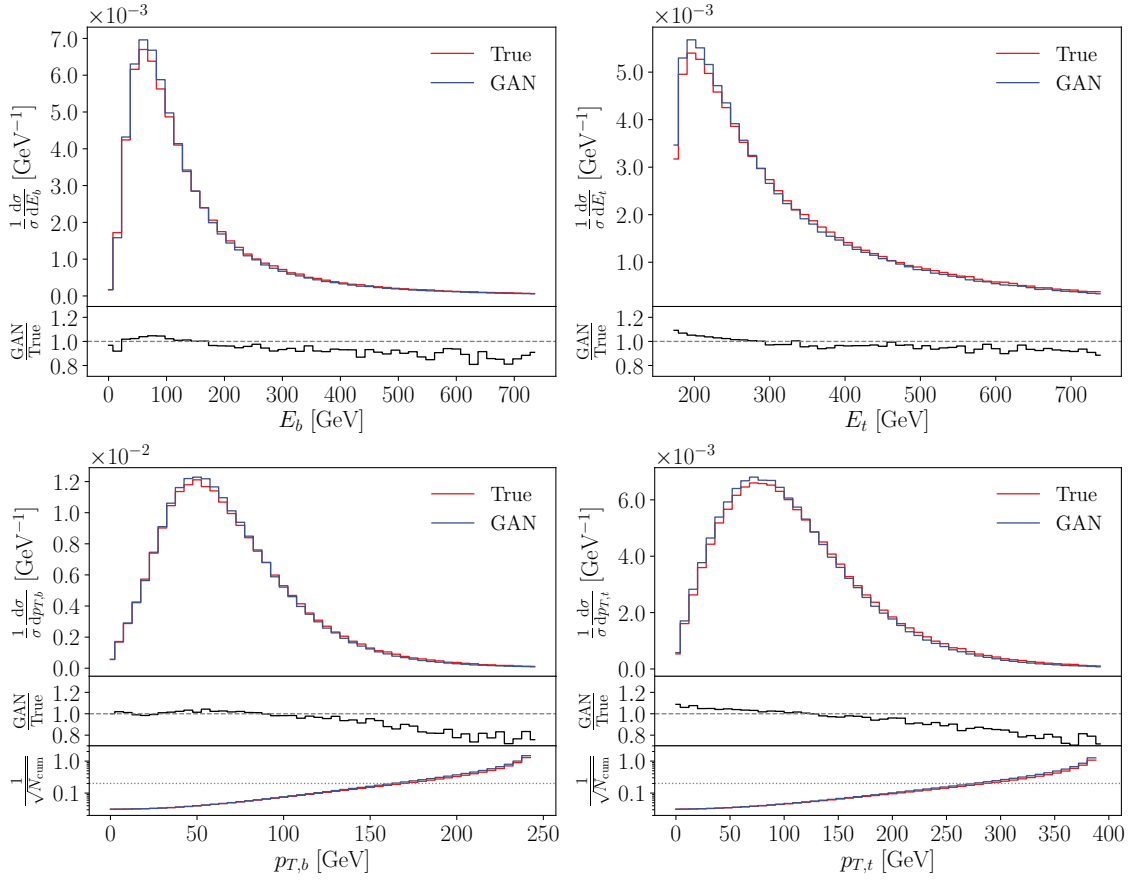 ×10⁻³
7.0
6.0
5.0
4.0
3.0
2.0
1.0
0.0
1/σ dσ/dE_b [GeV⁻¹]
True
GAN
1.2
1.0
0.8
GAN/True
0 100 200 300 400 500 600 700
E_b [GeV]
×10⁻³
5.0
4.0
3.0
2.0
1.0
1/σ dσ/dE_t [GeV⁻¹]
True
GAN
1.2
1.0
0.8
GAN/True
200 300 400 500 600 700
E_t [GeV]
×10⁻²
1.2
1.0
0.8
0.6
0.4
0.2
0.0
1/σ dσ/dp_{T,b} [GeV⁻¹]
True
GAN
1.2
1.0
0.8
GAN/True
1.0
0.1
1/√N_cum
0 50 100 150 200 250
p_{T,b} [GeV]
×10⁻³
6.0
4.0
2.0
0.0
1/σ dσ/dp_{T,t} [GeV⁻¹]
True
GAN
1.2
1.0
0.8
GAN/True
1.0
0.1
1/√N_cum
0 50 100 150 200 250 300 350 400
p_{T,t} [GeV]